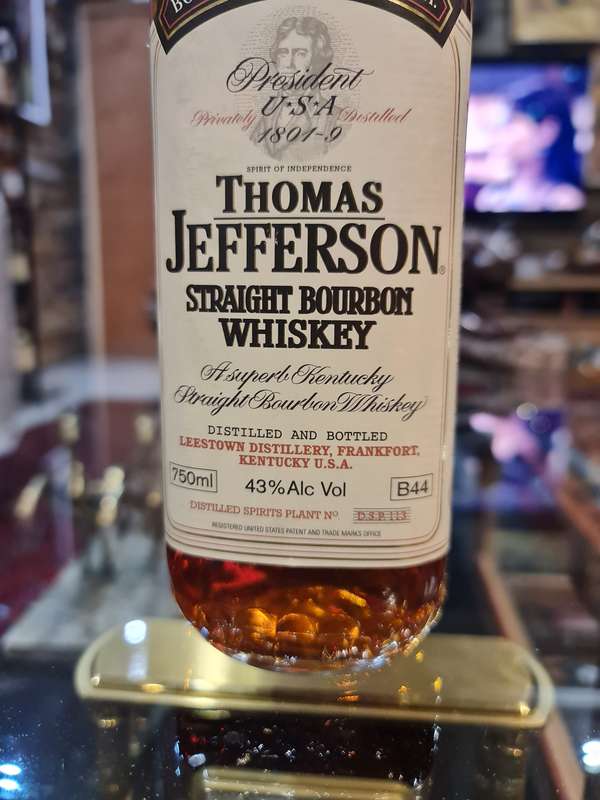 President
U·S·A
Privately Distilled
1801-9
SPIRIT OF INDEPENDENCE
THOMAS
JEFFERSON®
STRAIGHT BOURBON
WHISKEY
A superb Kentucky
Straight Bourbon Whiskey
DISTILLED AND BOTTLED
LEESTOWN DISTILLERY, FRANKFORT,
KENTUCKY U.S.A.
750ml 43%Alc Vol B44
DISTILLED SPIRITS PLANT Nº D.S.P. 113
REGISTERED UNITED STATES PATENT AND TRADE MARKS OFFICE